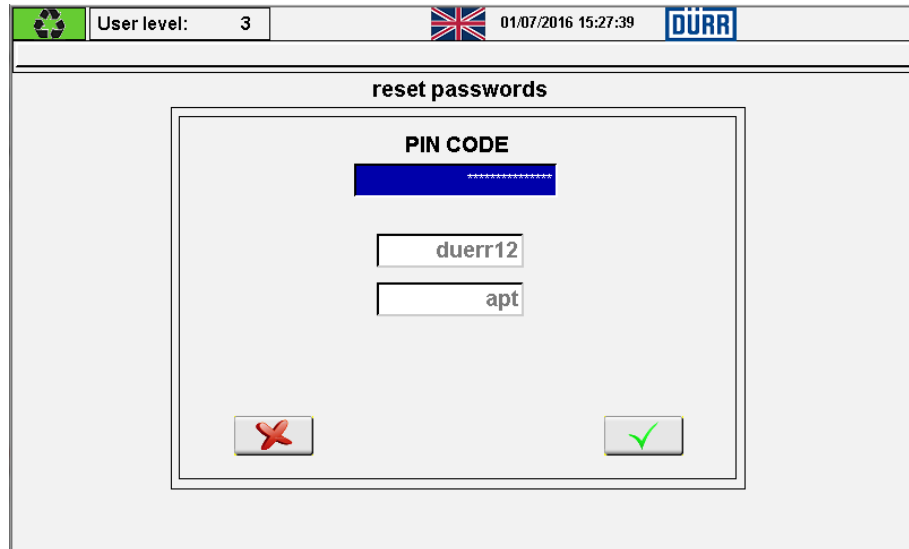 User level: 3 01/07/2016 15:27:39 DÜRR
reset passwords
PIN CODE
***************
duerr12
apt